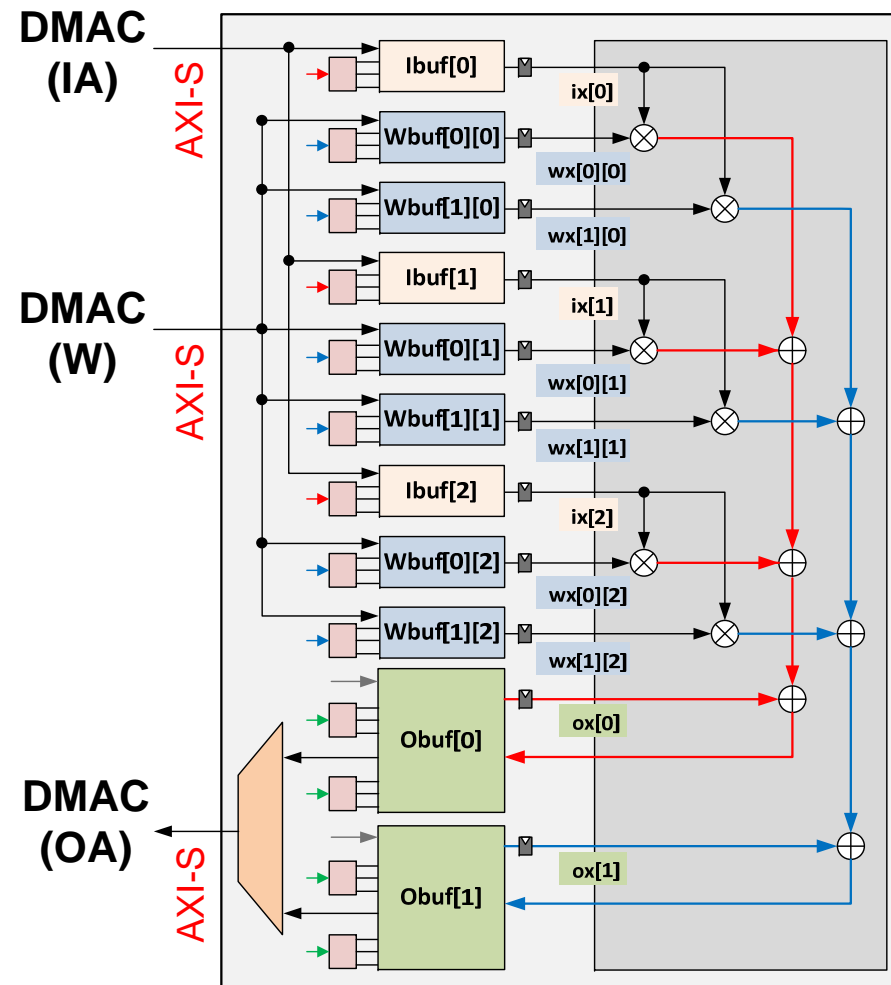 DMAC
(IA)
AXI-S
Ibuf[0]
ix[0]
Wbuf[0][0]
wx[0][0]
Wbuf[1][0]
wx[1][0]
Ibuf[1]
ix[1]
DMAC
(W)
AXI-S
Wbuf[0][1]
wx[0][1]
Wbuf[1][1]
wx[1][1]
Ibuf[2]
ix[2]
Wbuf[0][2]
wx[0][2]
Wbuf[1][2]
wx[1][2]
Obuf[0]
ox[0]
DMAC
(OA)
AXI-S
Obuf[1]
ox[1]